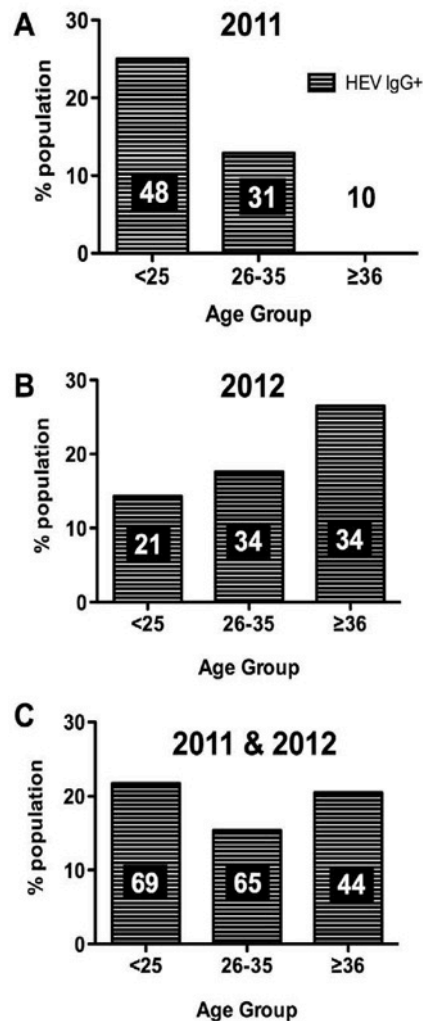 A
2011
30
20
10
0
% population
HEV IgG+
48
31
10
<25
26-35
≥36
Age Group
B
2012
30
20
10
0
% population
21
34
34
<25
26-35
≥36
Age Group
C
2011 & 2012
30
20
10
0
% population
69
65
44
<25
26-35
≥36
Age Group